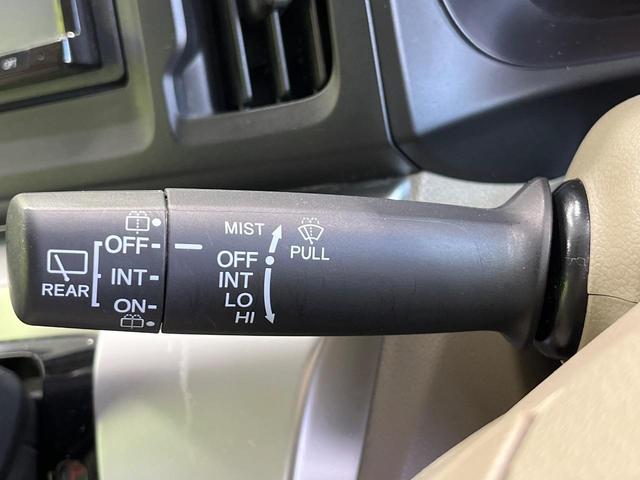 REAR
OFF
INT
ON
MIST
OFF
INT
LO
HI
PULL